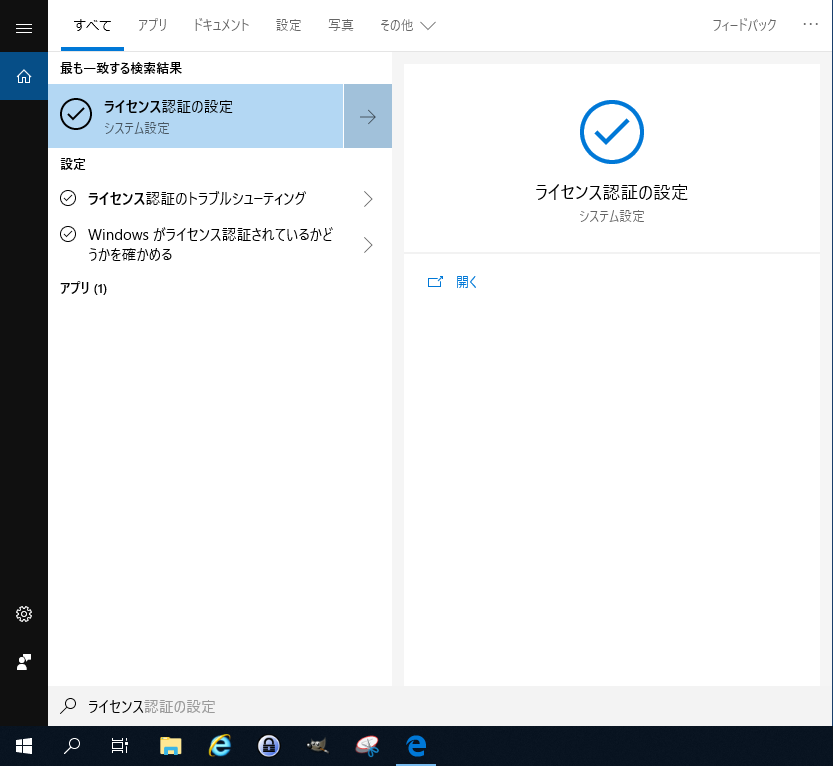 すべて アプリ ドキュメント 設定 写真 その他 フィードバック ···
最も一致する検索結果
ライセンス認証の設定
システム設定
設定
ライセンス認証のトラブルシューティング
Windows がライセンス認証されているかど
うかを確かめる
アプリ (1)
ライセンス認証の設定
システム設定
開く
ライセンス認証の設定